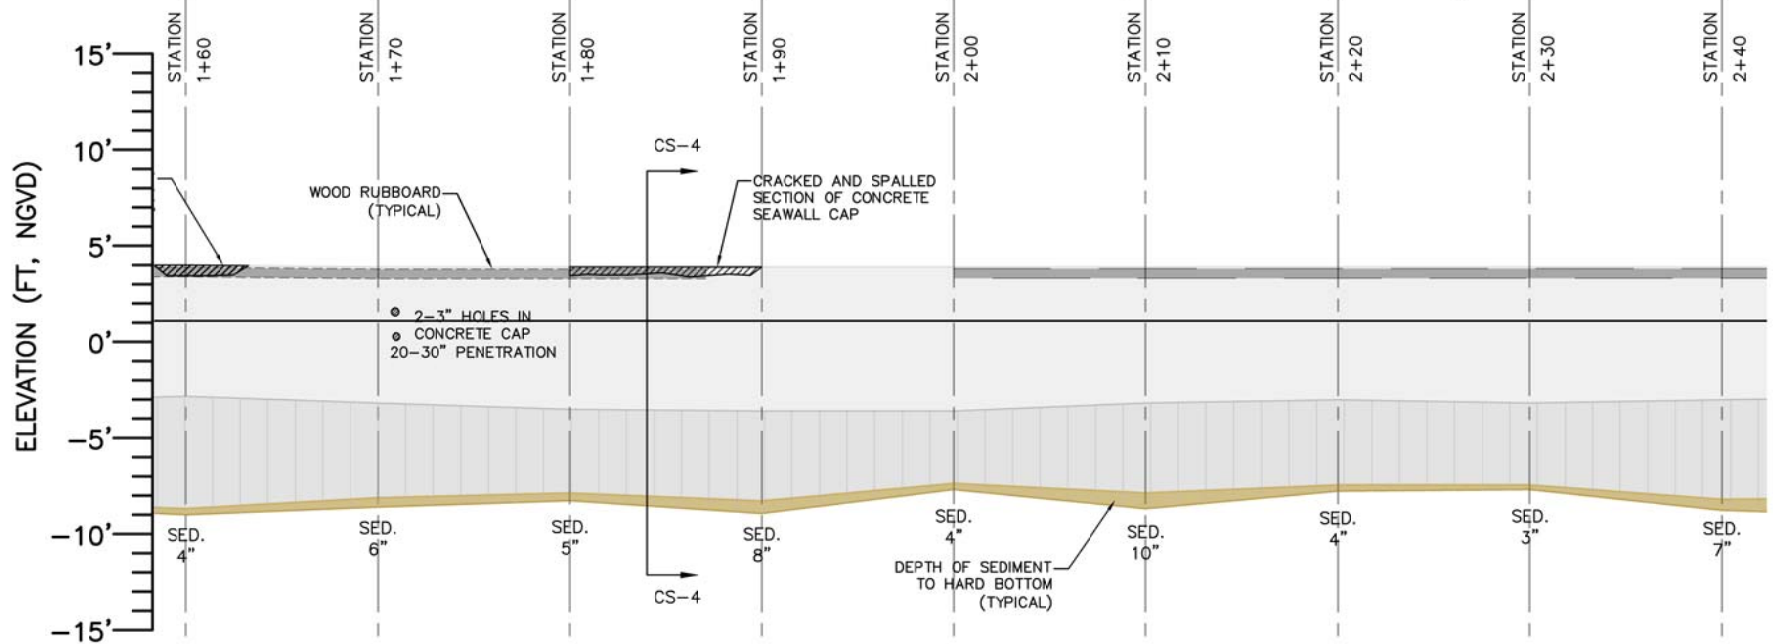 STATION
1+60
STATION
1+70
STATION
1+80
STATION
1+90
STATION
2+00
STATION
2+10
STATION
2+20
STATION
2+30
STATION
2+40
ELEVATION (FT, NGVD)
15'
10'
5'
0'
-5'
-10'
-15'
CS-4
WOOD RUBBOARD
(TYPICAL)
CRACKED AND SPALLED
SECTION OF CONCRETE
SEAWALL CAP
2-3" HOLES IN
CONCRETE CAP
20-30" PENETRATION
SED.
4"
SED.
6"
SED.
5"
SED.
8"
SED.
4"
SED.
10"
SED.
4"
SED.
3"
SED.
7"
DEPTH OF SEDIMENT
TO HARD BOTTOM
(TYPICAL)
CS-4